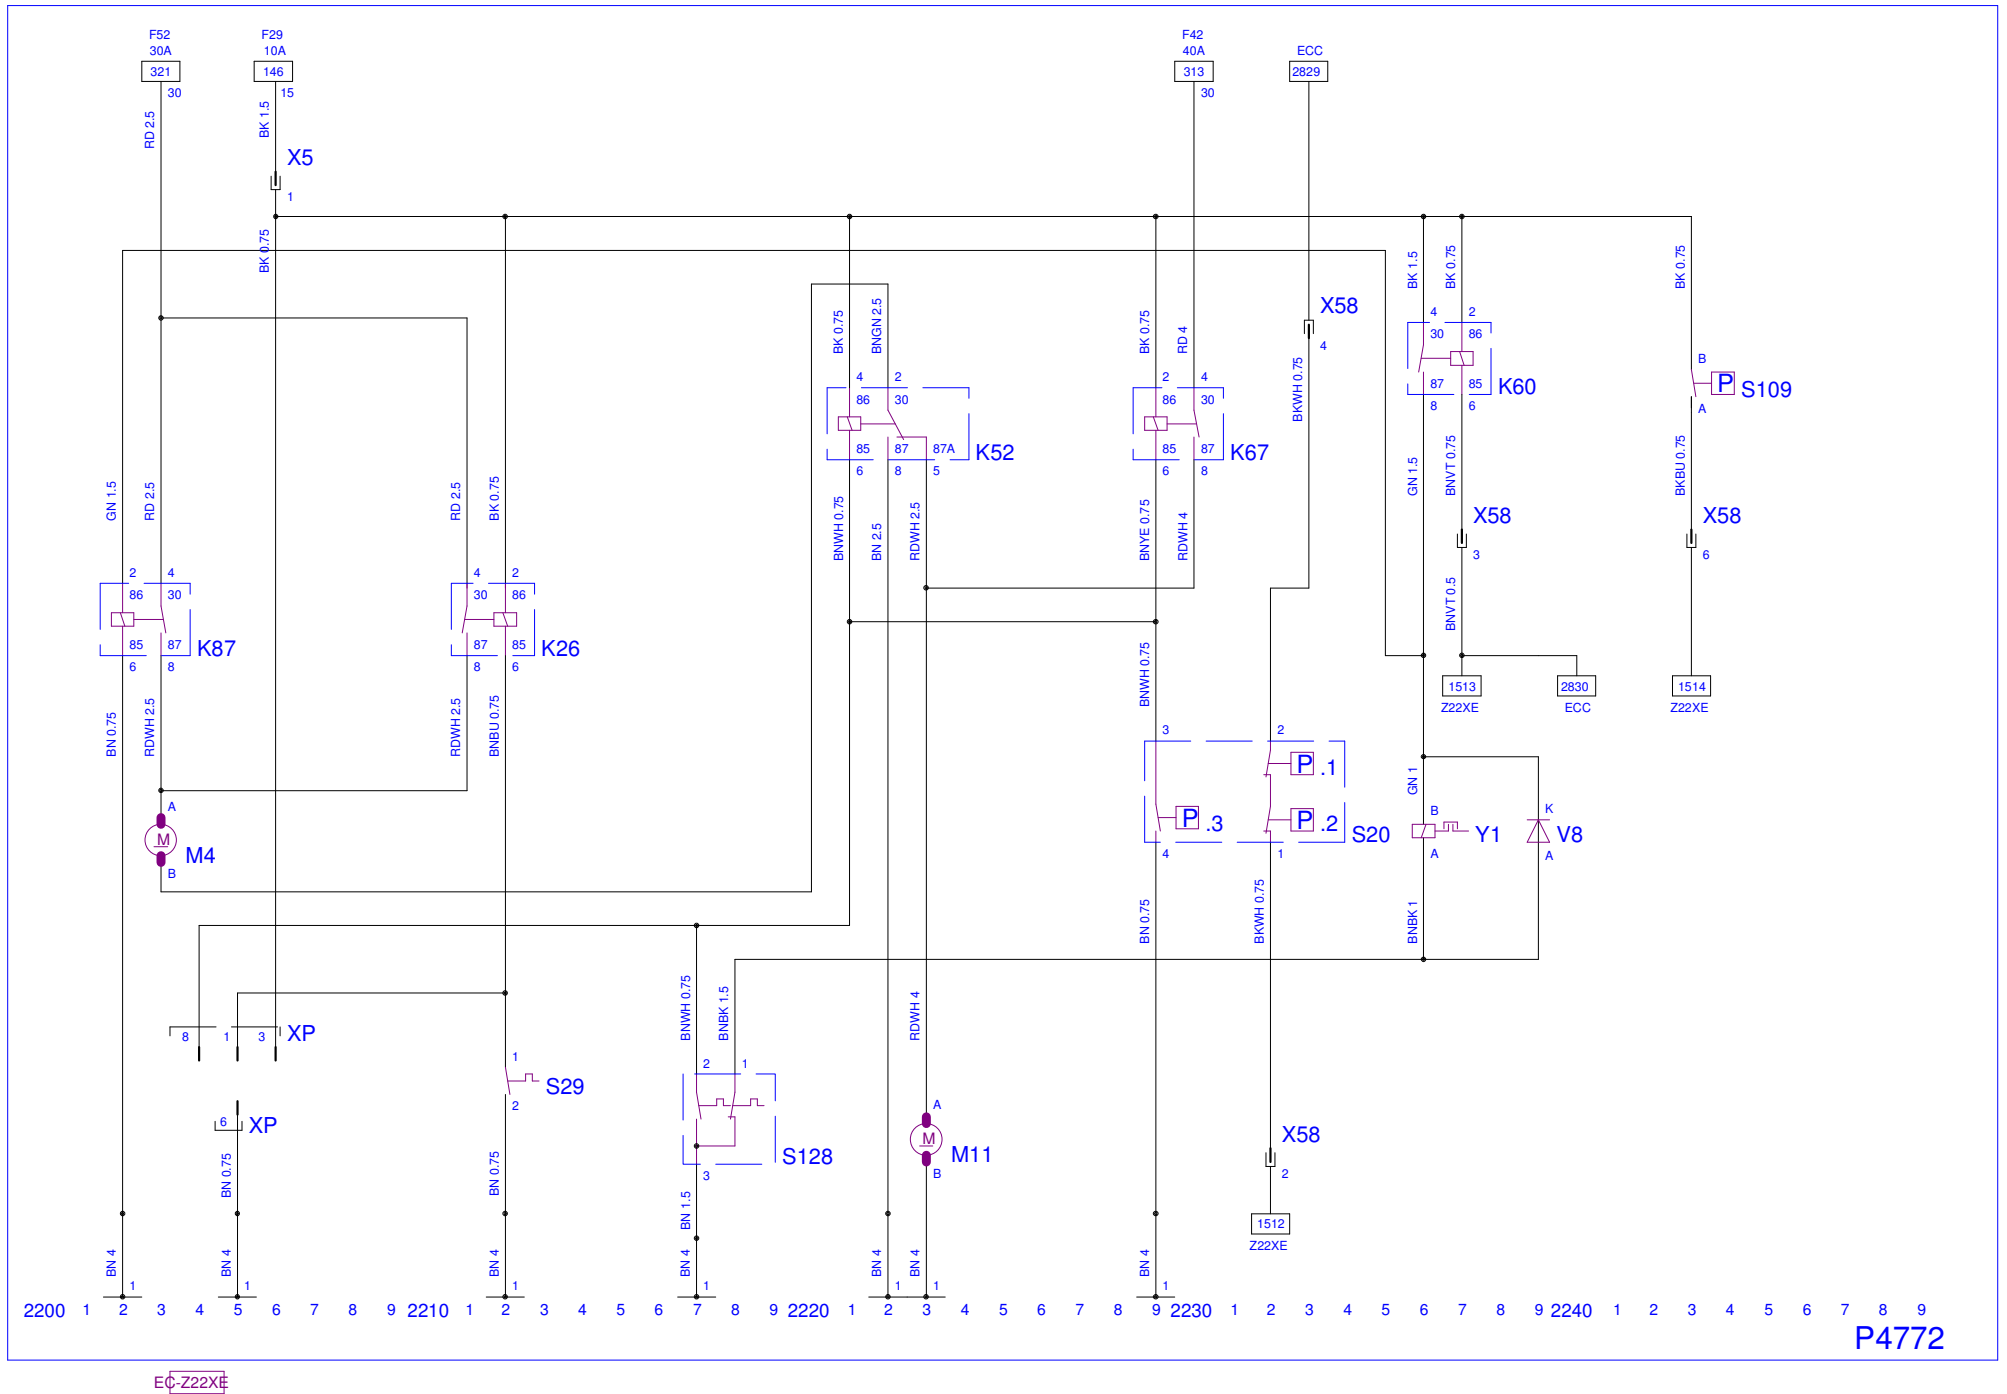 F52 F29 F42
30A 10A 40A ECC
321 146 313 2829
30 15 30
RD 2.5 BK 1.5
X5
1
BK 0.75
BK 1.5 BK 0.75 BK 0.75
X58
4
BK 0.75 BNGN 2.5 BK 0.75 RD 4
4 2
30 86
87 85
8 6
K60
B
P S109
A
BKWH 0.75
4 2 2 4
86 30 86 30
85 87 87A 85 87
6 8 5 6 8
K52 K67
GN 1.5 RD 2.5 RD 2.5 BK 0.75
BNWH 0.75 BN 2.5 RDWH 2.5 BNYE 0.75 RDWH 4
GN 1.5 BNVT 0.75 BKBU 0.75
X58 X58
3 6
BNVT 0.5
2 4 4 2
86 30 30 86
85 87 87 85
6 8 8 6
K87 K26
BN 0.75 RDWH 2.5 RDWH 2.5 BNBU 0.75
BNWH 0.75
1513 2830 1514
Z22XE ECC Z22XE
3 2
P .1
P .3 P .2 S20
4 1
GN 1
B
Y1
A
K
V8
A
A
M
M4
B
BN 0.75 BKWH 0.75 BNBK 1
BNWH 0.75 BNBK 1.5 RDWH 4
8 1 3 XP
6 XP
1
S29
2
2 1
S128
3
A
M
M11
B
X58
2
1512
Z22XE
BN 0.75 BN 0.75 BN 1.5
BN 4 BN 4 BN 4 BN 4 BN 4 BN 4 BN 4
1 1 1 1 1 1 1
2200 1 2 3 4 5 6 7 8 9 2210 1 2 3 4 5 6 7 8 9 2220 1 2 3 4 5 6 7 8 9 2230 1 2 3 4 5 6 7 8 9 2240 1 2 3 4 5 6 7 8 9
P4772
EC-Z22XE